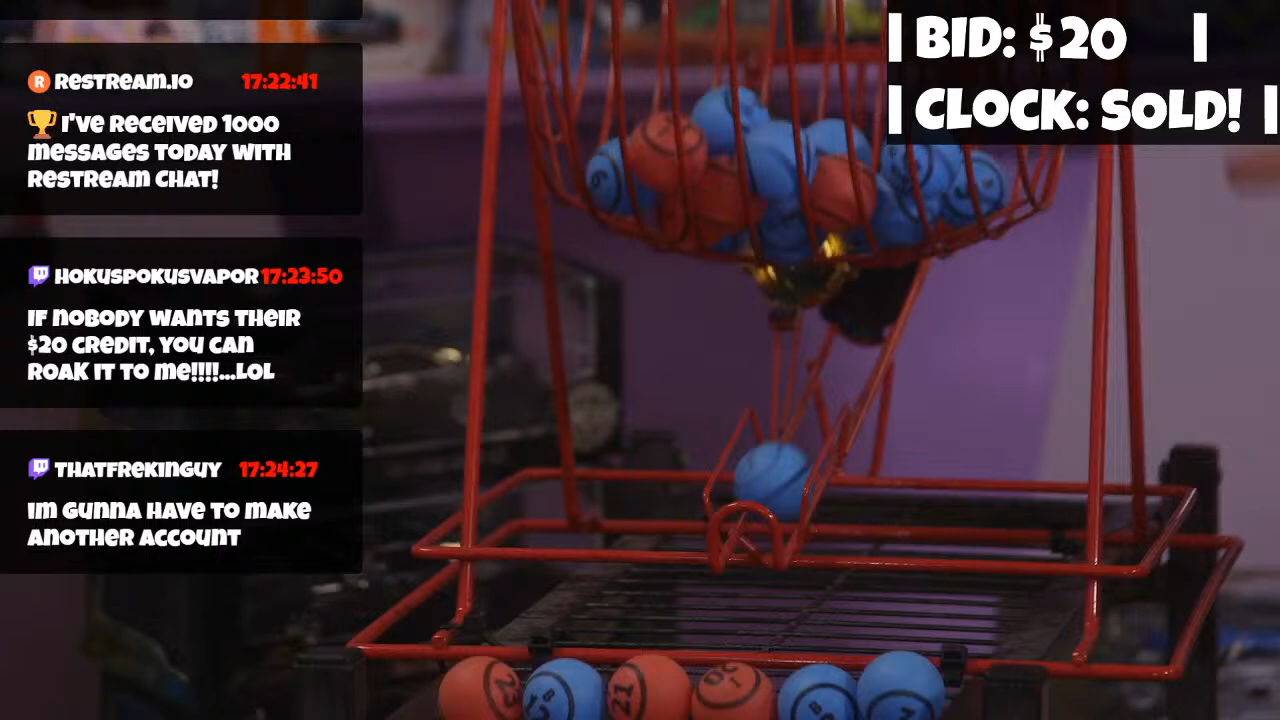 | BID: $20 |
| CLOCK: SOLD! |
RESTREAM.IO 17:22:41
I'VE RECEIVED 1000
MESSAGES TODAY WITH
RESTREAM CHAT!
HOKUSPOKUSVAPOR 17:23:50
IF NOBODY WANTS THEIR
$20 CREDIT, YOU CAN
ROAK IT TO ME!!!!...LOL
THATFREKINGUY 17:24:27
IM GUNNA HAVE TO MAKE
ANOTHER ACCOUNT
23
21